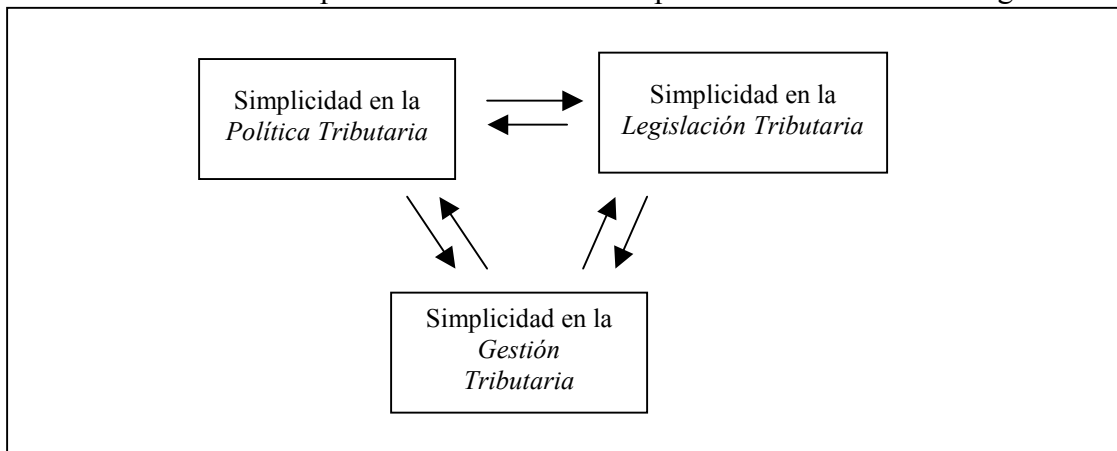 Simplicidad en la
Política Tributaria
Simplicidad en la
Legislación Tributaria
Simplicidad en la
Gestión
Tributaria